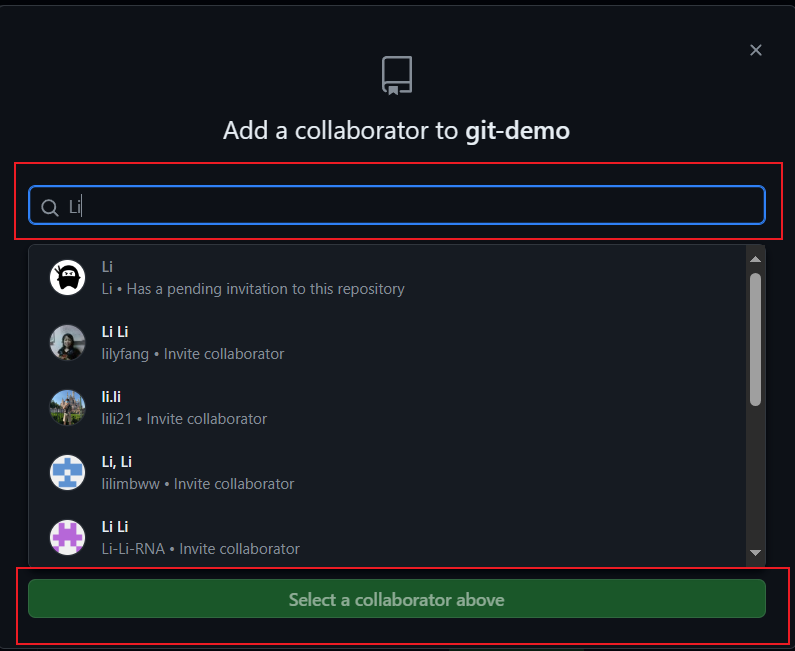 Add a collaborator to git-demo
Li
Li
Li • Has a pending invitation to this repository
Li Li
lilyfang • Invite collaborator
li.li
lili21 • Invite collaborator
Li, Li
lilimbww • Invite collaborator
Li Li
Li-Li-RNA • Invite collaborator
Select a collaborator above